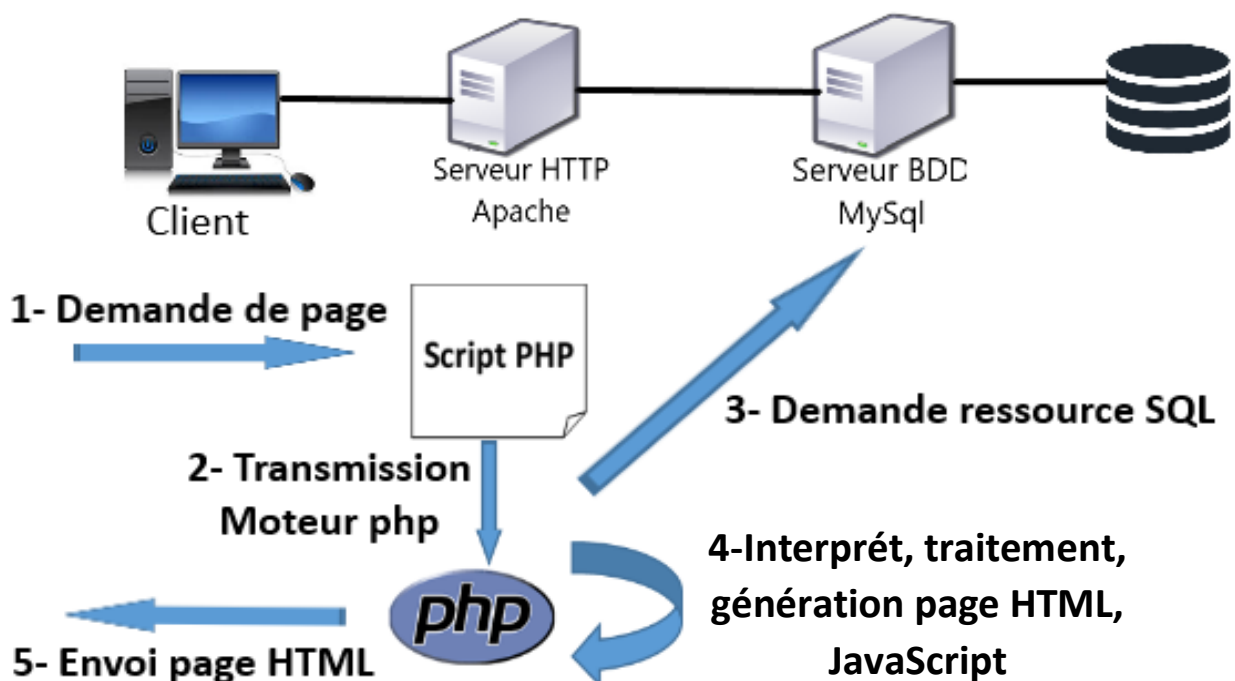 Client
Serveur HTTP
Apache
Serveur BDD
MySql
1- Demande de page
Script PHP
2- Transmission
Moteur php
3- Demande ressource SQL
php
4-Interprét, traitement,
génération page HTML,
JavaScript
5- Envoi page HTML